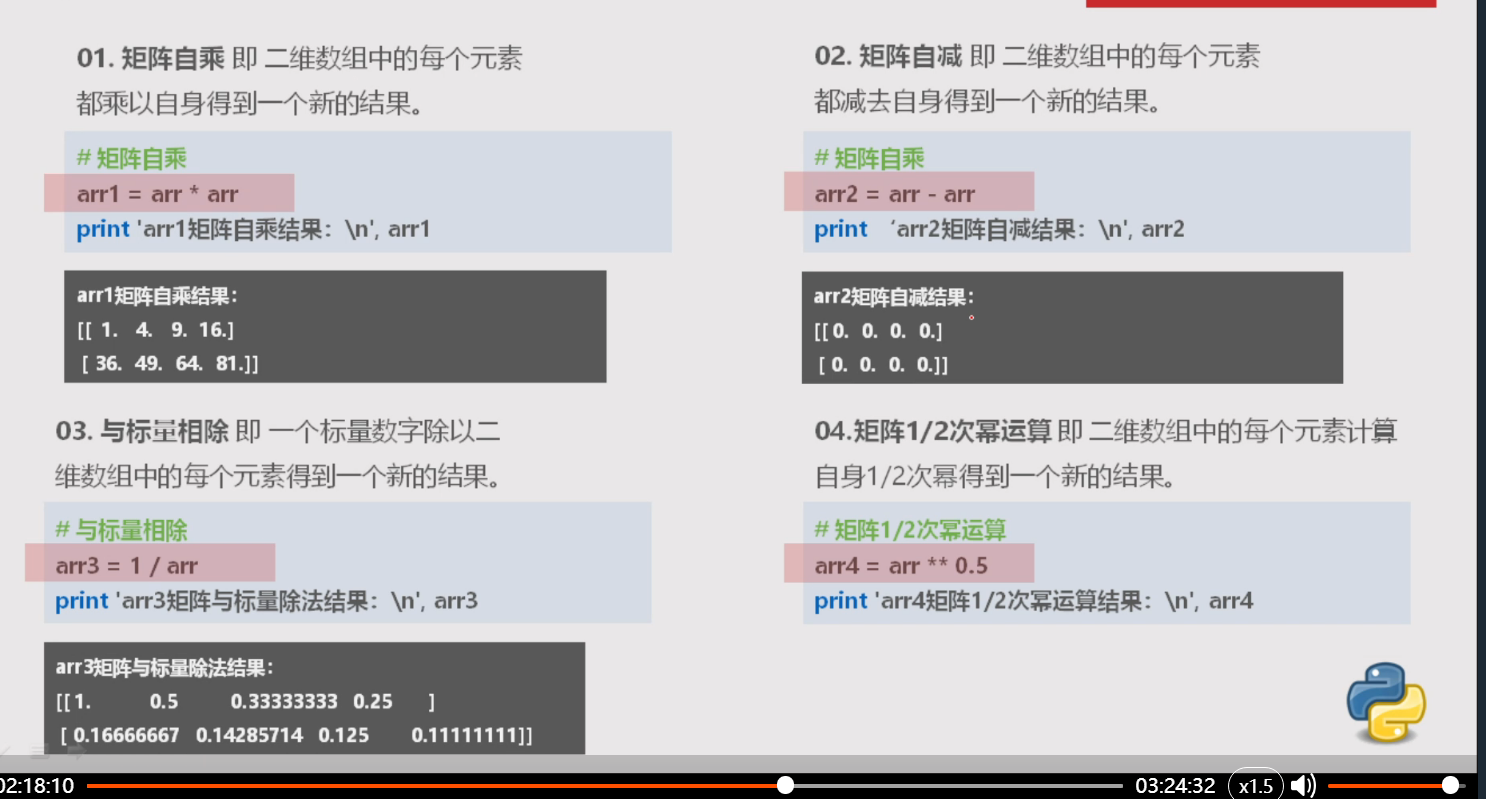 01. 矩阵自乘 即 二维数组中的每个元素
都乘以自身得到一个新的结果。
# 矩阵自乘
arr1 = arr * arr
print 'arr1矩阵自乘结果：\n', arr1
arr1矩阵自乘结果：
[[ 1. 4. 9. 16.]
[ 36. 49. 64. 81.]]
02. 矩阵自减 即 二维数组中的每个元素
都减去自身得到一个新的结果。
# 矩阵自乘
arr2 = arr - arr
print ‘arr2矩阵自减结果：\n', arr2
arr2矩阵自减结果：
[[ 0. 0. 0. 0.]
[ 0. 0. 0. 0.]]
03. 与标量相除 即 一个标量数字除以二
维数组中的每个元素得到一个新的结果。
# 与标量相除
arr3 = 1 / arr
print 'arr3矩阵与标量除法结果：\n', arr3
arr3矩阵与标量除法结果：
[[ 1. 0.5 0.33333333 0.25 ]
[ 0.16666667 0.14285714 0.125 0.11111111]]
04.矩阵1/2次幂运算 即 二维数组中的每个元素计算
自身1/2次幂得到一个新的结果。
# 矩阵1/2次幂运算
arr4 = arr ** 0.5
print 'arr4矩阵1/2次幂运算结果：\n', arr4
02:18:10 03:24:32 x1.5